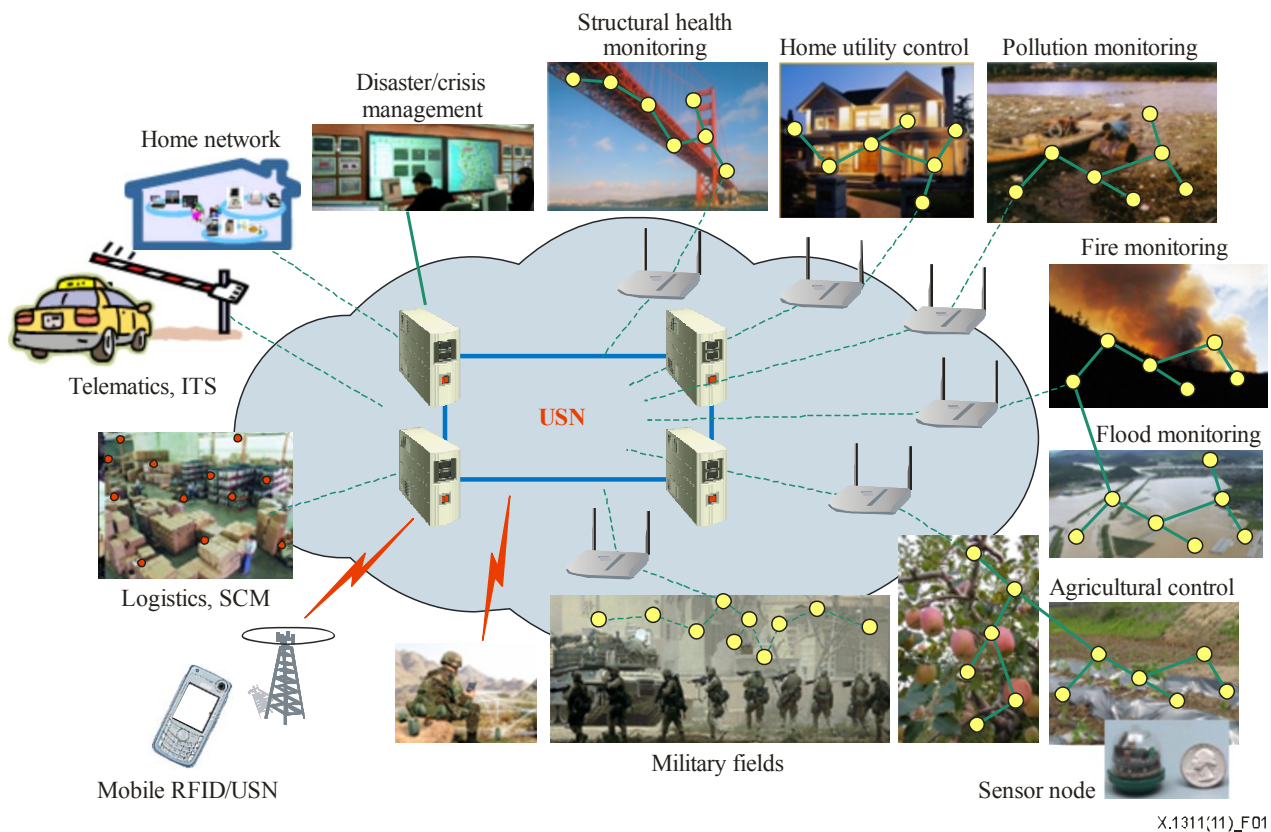 Structural health
monitoring
Home utility control
Pollution monitoring
Disaster/crisis
management
Home network
Fire monitoring
Telematics, ITS
USN
Flood monitoring
Logistics, SCM
Agricultural control
Military fields
Mobile RFID/USN
Sensor node
X.1311(11)_F01